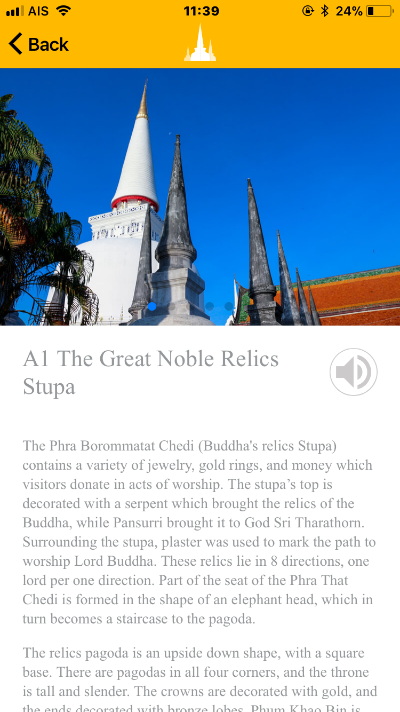 AIS 11:39 24%
Back
A1 The Great Noble Relics
Stupa
The Phra Borommatat Chedi (Buddha's relics Stupa)
contains a variety of jewelry, gold rings, and money which
visitors donate in acts of worship. The stupa’s top is
decorated with a serpent which brought the relics of the
Buddha, while Pansurri brought it to God Sri Tharathorn.
Surrounding the stupa, plaster was used to mark the path to
worship Lord Buddha. These relics lie in 8 directions, one
lord per one direction. Part of the seat of the Phra That
Chedi is formed in the shape of an elephant head, which in
turn becomes a staircase to the pagoda.
The relics pagoda is an upside down shape, with a square
base. There are pagodas in all four corners, and the throne
is tall and slender. The crowns are decorated with gold, and
the ends decorated with bronze lobes. Phum Khao Bin is